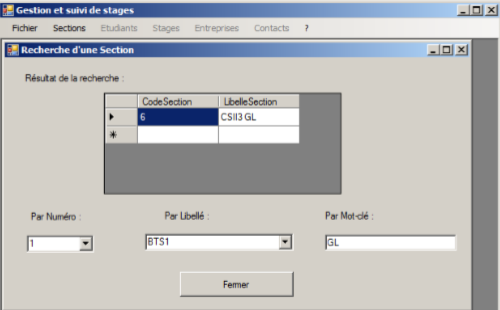 Gestion et suivi de stages
Fichier Sections Etudiants Stages Entreprises Contacts ?
Recherche d'une Section
Résultat de la recherche :
CodeSection LibelleSection
6 CSII3 GL
Par Numéro : Par Libellé : Par Mot-clé :
1 BTS1 GL
Fermer